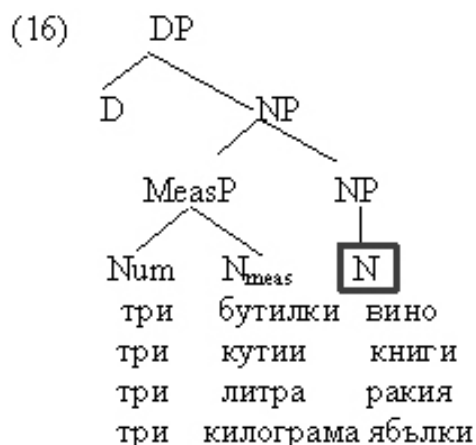 (16) DP
D NP
MeasP NP
Num Nmeas N
три бутилки вино
три кутии книги
три литра ракия
три килограма ябълки